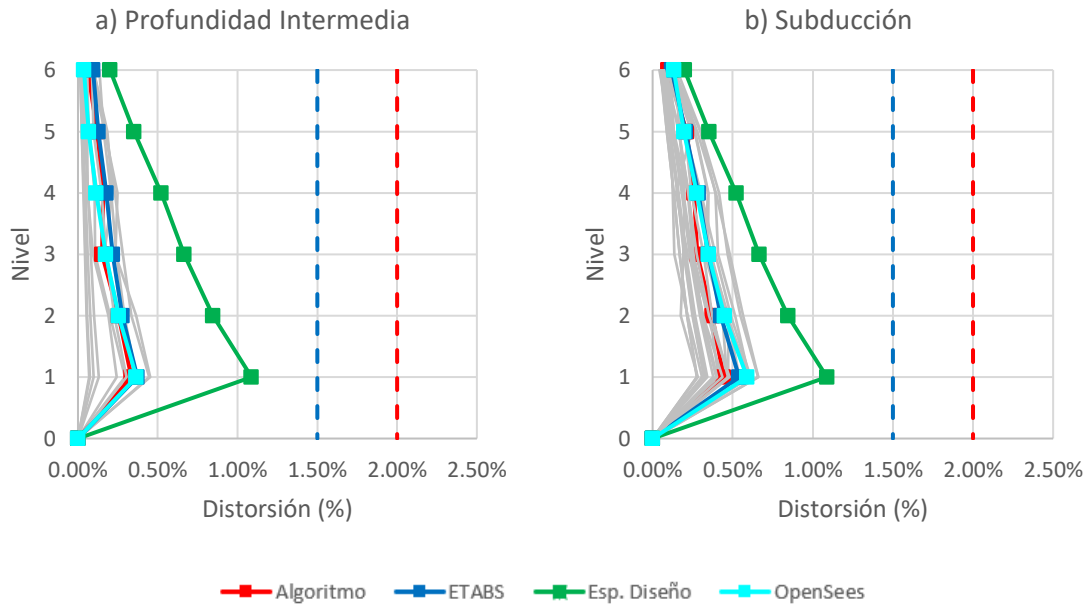 a) Profundidad Intermedia
b) Subducción
6
5
4
3
2
1
0
Nivel
0.00% 0.50% 1.00% 1.50% 2.00% 2.50%
Distorsión (%)
6
5
4
3
2
1
0
Nivel
0.00% 0.50% 1.00% 1.50% 2.00% 2.50%
Distorsión (%)
Algoritmo ETABS Esp. Diseño OpenSees